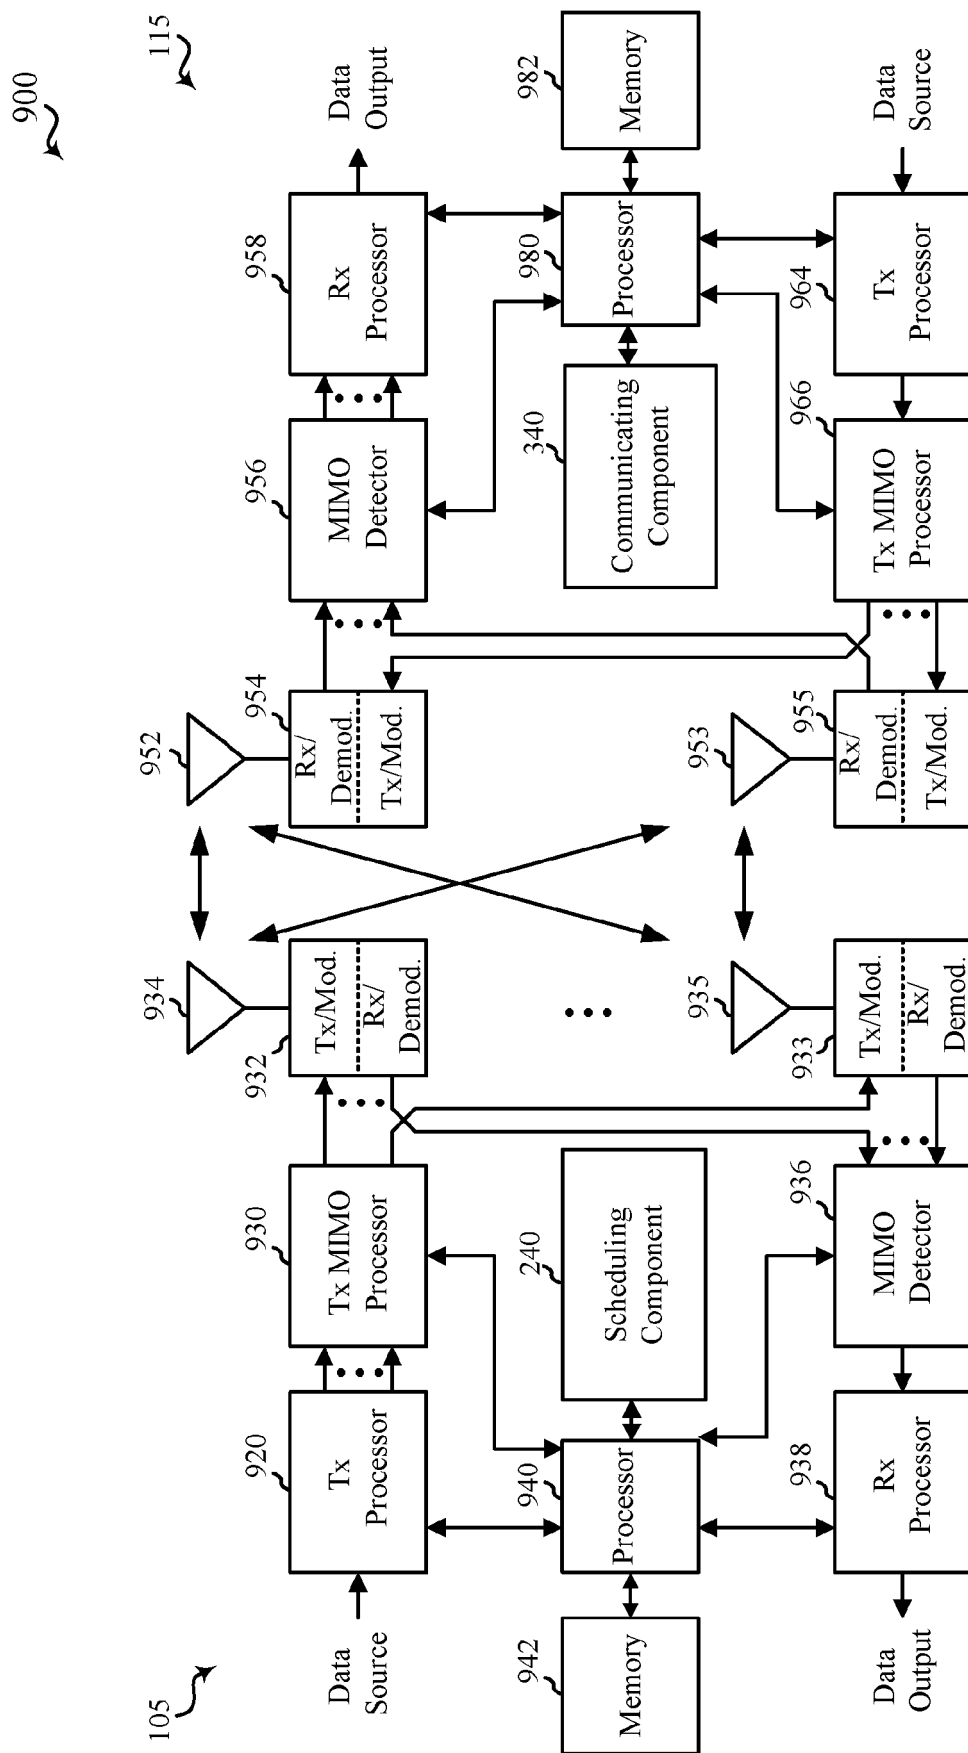 900
105
115
Data
Source
920
Tx
Processor
930
Tx MIMO
Processor
932
Tx/Mod.
Rx/
Demod.
934
952
954
Rx/
Demod.
Tx/Mod.
956
MIMO
Detector
958
Rx
Processor
Data
Output
942
Memory
940
Processor
240
Scheduling
Component
340
Communicating
Component
980
Processor
982
Memory
Data
Output
938
Rx
Processor
936
MIMO
Detector
933
Tx/Mod.
Rx/
Demod.
935
953
955
Rx/
Demod.
Tx/Mod.
966
Tx MIMO
Processor
964
Tx
Processor
Data
Source